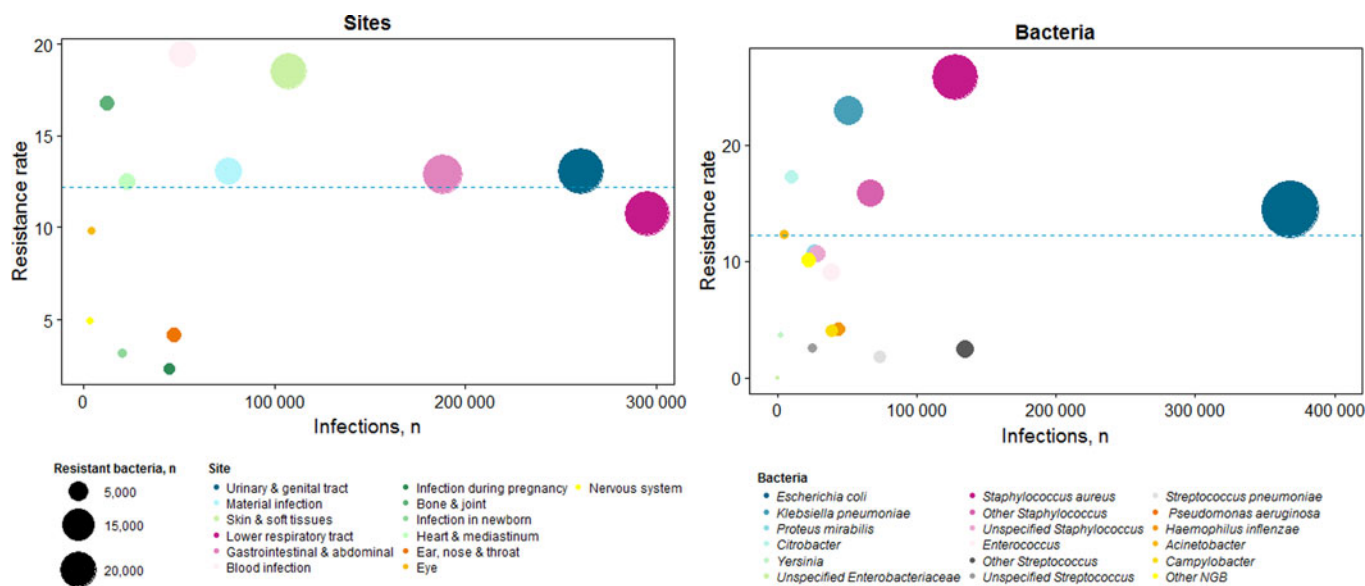 Sites
20
15
10
5
Resistance rate
0
100 000
200 000
300 000
Infections, n
Resistant bacteria, n
5,000
15,000
20,000
Site
Urinary & genital tract
Material infection
Skin & soft tissues
Lower respiratory tract
Gastrointestinal & abdominal
Blood infection
Infection during pregnancy
Bone & joint
Infection in newborn
Heart & mediastinum
Ear, nose & throat
Eye
Nervous system
Bacteria
20
10
0
Resistance rate
0
100 000
200 000
300 000
400 000
Infections, n
Bacteria
Escherichia coli
Klebsiella pneumoniae
Proteus mirabilis
Citrobacter
Yersinia
Unspecified Enterobacteriaceae
Staphylococcus aureus
Other Staphylococcus
Unspecified Staphylococcus
Enterococcus
Other Streptococcus
Unspecified Streptococcus
Streptococcus pneumoniae
Pseudomonas aeruginosa
Haemophilus inflenzae
Acinetobacter
Campylobacter
Other NGB